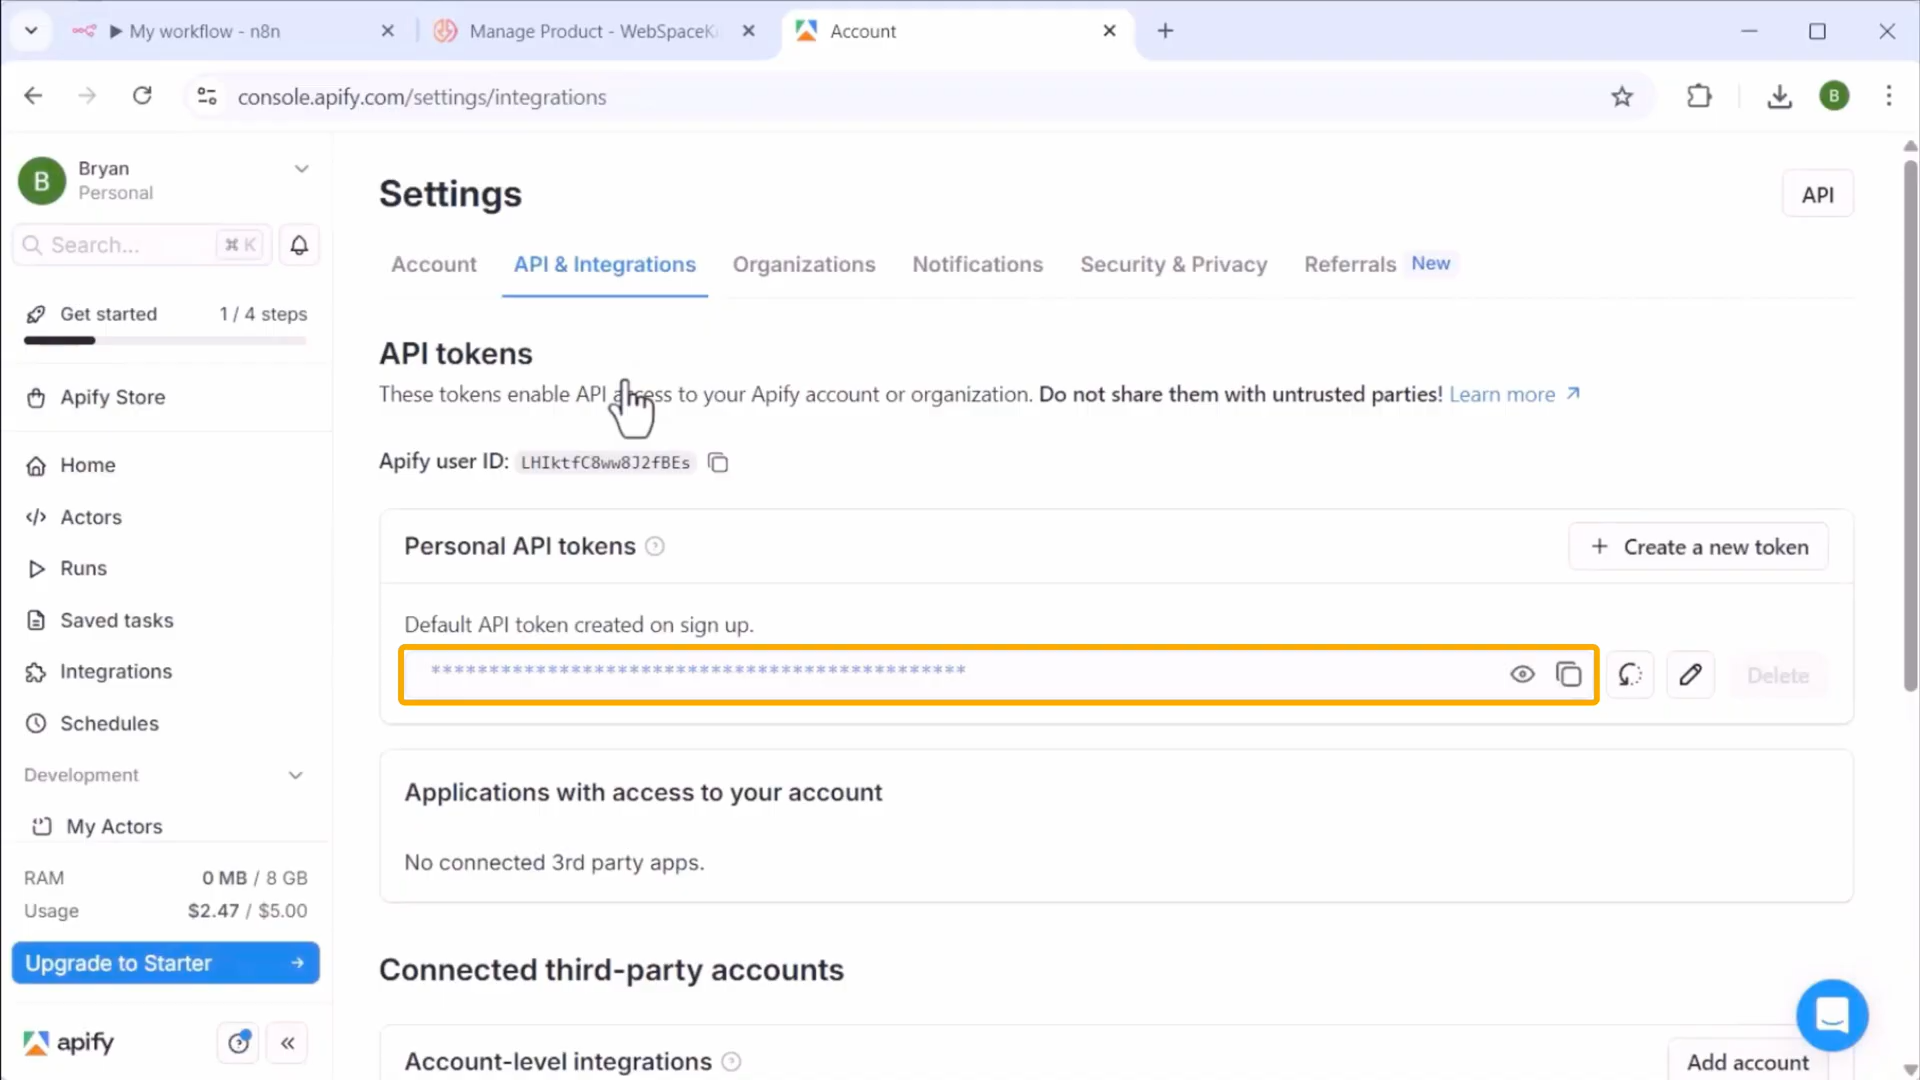 ▶ My workflow - n8n
Manage Product - WebSpaceK
Account
console.apify.com/settings/integrations
B
B
Bryan
Personal
Search...
⌘ K
Get started
1 / 4 steps
Apify Store
Home
Actors
Runs
Saved tasks
Integrations
Schedules
Development
My Actors
RAM
0 MB / 8 GB
Usage
$2.47 / $5.00
Upgrade to Starter
apify
Settings
API
Account
API & Integrations
Organizations
Notifications
Security & Privacy
Referrals
New
API tokens
These tokens enable API access to your Apify account or organization. Do not share them with untrusted parties! Learn more
Apify user ID: LHIktfC8ww8J2fBEs
Personal API tokens
+ Create a new token
Default API token created on sign up.
**********************************************
Delete
Applications with access to your account
No connected 3rd party apps.
Connected third-party accounts
Account-level integrations
Add account